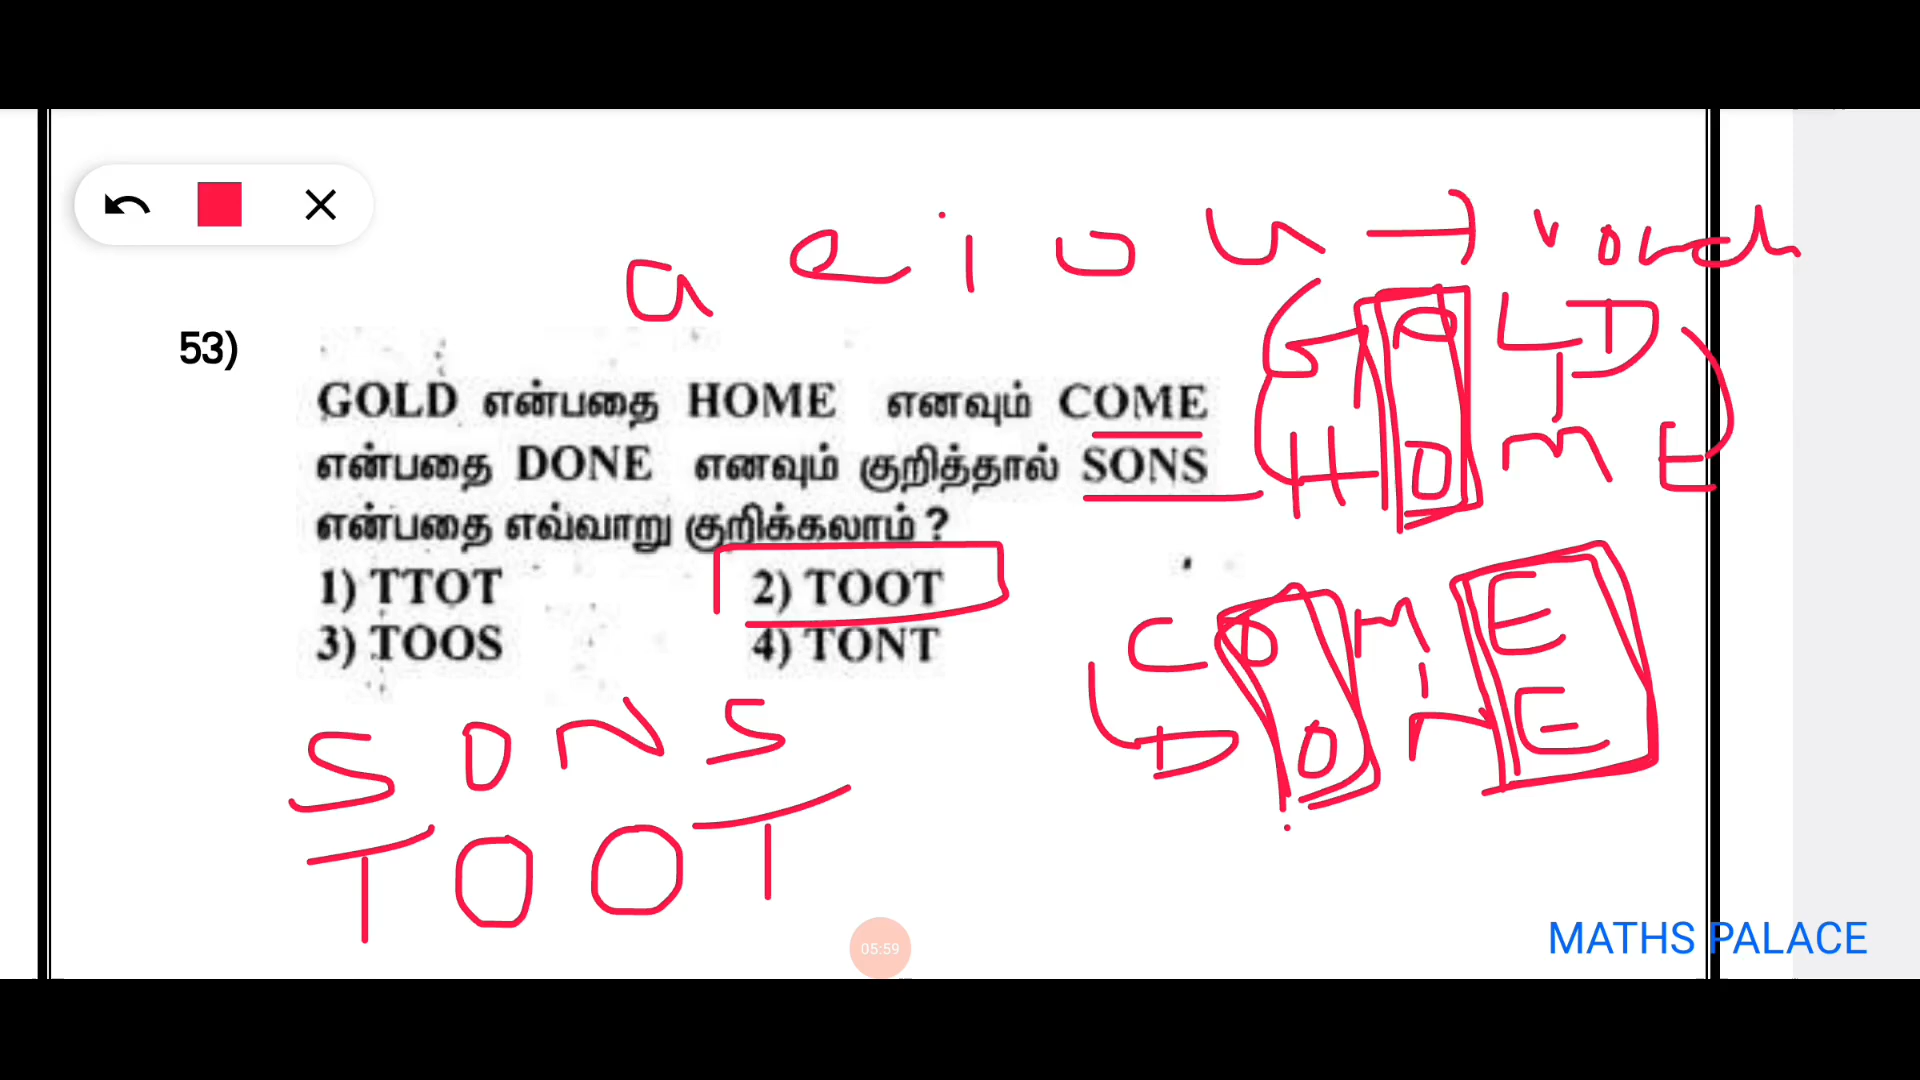 a e i o u → Vowel
53)
GOLD என்பதை HOME எனவும் COME
என்பதை DONE எனவும் குறித்தால் SONS
என்பதை எவ்வாறு குறிக்கலாம் ?
1) TTOT 2) TOOT
3) TOOS 4) TONT
GOLD
HOME
COME
DONE
SONS
TOOT
05:59
MATHS PALACE